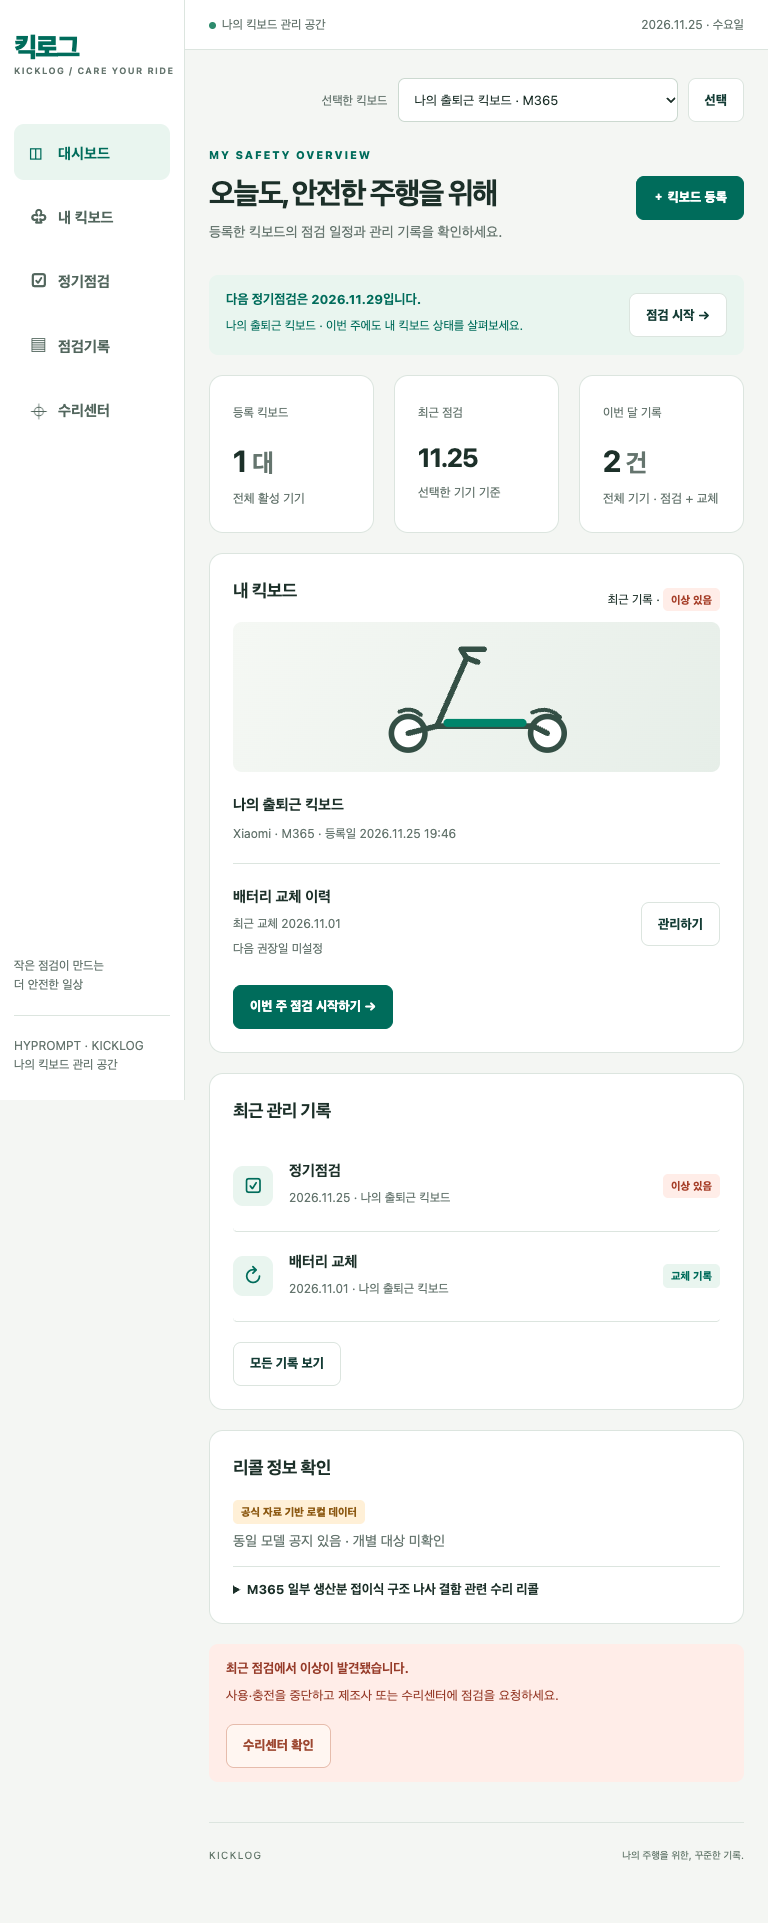 킥로그
KICKLOG / CARE YOUR RIDE
대시보드
내 킥보드
정기점검
점검기록
수리센터
작은 점검이 만드는
더 안전한 일상
HYPROMPT · KICKLOG
나의 킥보드 관리 공간
나의 킥보드 관리 공간
2026.11.25 · 수요일
선택한 킥보드
나의 출퇴근 킥보드 · M365
선택
MY SAFETY OVERVIEW
오늘도, 안전한 주행을 위해
등록한 킥보드의 점검 일정과 관리 기록을 확인하세요.
+ 킥보드 등록
다음 정기점검은 2026.11.29입니다.
나의 출퇴근 킥보드 · 이번 주에도 내 킥보드 상태를 살펴보세요.
점검 시작 →
등록 킥보드
1 대
전체 활성 기기
최근 점검
11.25
선택한 기기 기준
이번 달 기록
2 건
전체 기기 · 점검 + 교체
내 킥보드
최근 기록 · 이상 있음
나의 출퇴근 킥보드
Xiaomi · M365 · 등록일 2026.11.25 19:46
배터리 교체 이력
최근 교체 2026.11.01
다음 권장일 미설정
관리하기
이번 주 점검 시작하기 →
최근 관리 기록
정기점검
2026.11.25 · 나의 출퇴근 킥보드
이상 있음
배터리 교체
2026.11.01 · 나의 출퇴근 킥보드
교체 기록
모든 기록 보기
리콜 정보 확인
공식 자료 기반 로컬 데이터
동일 모델 공지 있음 · 개별 대상 미확인
▶ M365 일부 생산분 접이식 구조 나사 결함 관련 수리 리콜
최근 점검에서 이상이 발견됐습니다.
사용·충전을 중단하고 제조사 또는 수리센터에 점검을 요청하세요.
수리센터 확인
KICKLOG
나의 주행을 위한, 꾸준한 기록.